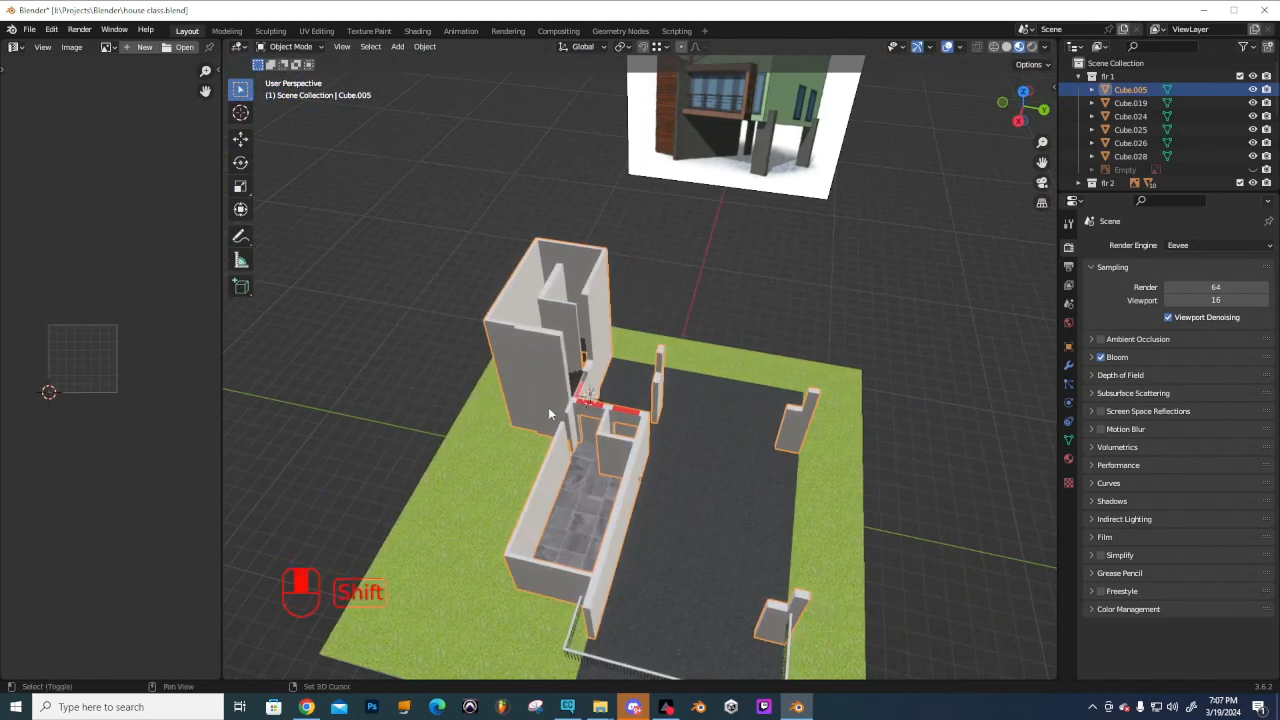 Blender* [I:\Projects\house class.blend]
File Edit Render Window Help Layout Modeling Sculpting UV Editing Texture Paint Shading Animation Rendering Compositing Geometry Nodes Scripting Scene ViewLayer
View Image New Open Object Mode View Select Add Object Global
Options
User Perspective
(1) Scene Collection | Cube.005
Scene Collection
flr 1
Cube.005
Cube.019
Cube.024
Cube.025
Cube.026
Cube.028
Empty
flr 2 10
Scene
Render Engine Eevee
Sampling
Render 64
Viewport 16
Viewport Denoising
Ambient Occlusion
Bloom
Depth of Field
Subsurface Scattering
Screen Space Reflections
Motion Blur
Volumetrics
Performance
Curves
Shadows
Indirect Lighting
Film
Simplify
Grease Pencil
Freestyle
Color Management
Z
Y
X
Shift
Select (Toggle) Pan View Set 3D Cursor 3.6.2
Type here to search
7:07 PM
3/19/2024